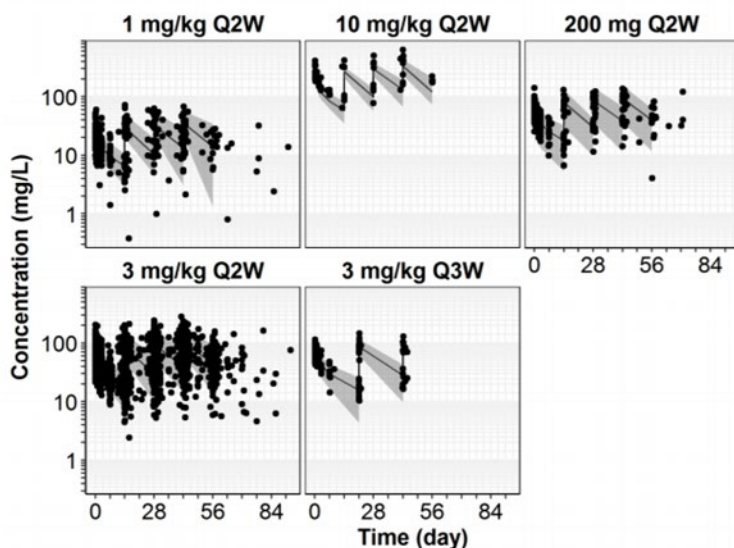 1 mg/kg Q2W 10 mg/kg Q2W 200 mg Q2W
100
10
1
0 28 56 84
3 mg/kg Q2W 3 mg/kg Q3W
100
10
1
0 28 56 84 0 28 56 84
Concentration (mg/L)
Time (day)